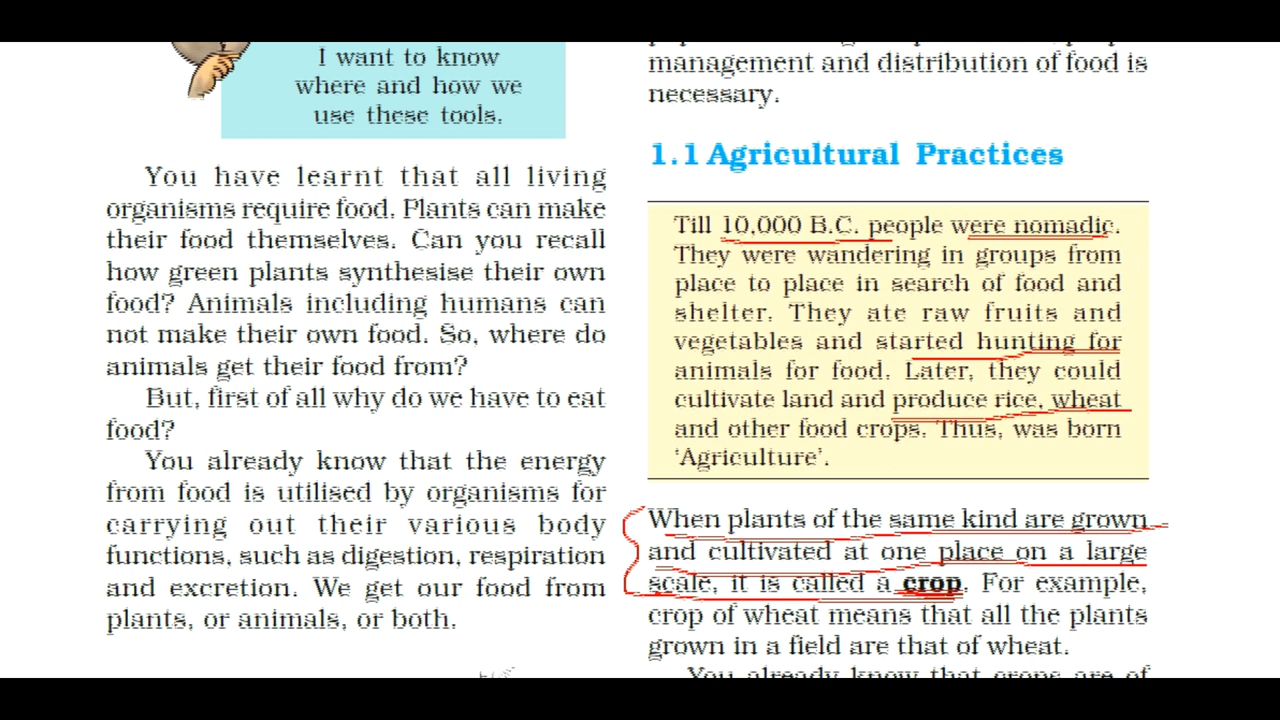 I want to know
where and how we
use these tools.
You have learnt that all living
organisms require food. Plants can make
their food themselves. Can you recall
how green plants synthesise their own
food? Animals including humans can
not make their own food. So, where do
animals get their food from?
But, first of all why do we have to eat
food?
You already know that the energy
from food is utilised by organisms for
carrying out their various body
functions, such as digestion, respiration
and excretion. We get our food from
plants, or animals, or both.
management and distribution of food is
necessary.
1.1 Agricultural Practices
Till 10,000 B.C. people were nomadic.
They were wandering in groups from
place to place in search of food and
shelter. They ate raw fruits and
vegetables and started hunting for
animals for food. Later, they could
cultivate land and produce rice, wheat
and other food crops. Thus, was born
‘Agriculture’.
When plants of the same kind are grown
and cultivated at one place on a large
scale, it is called a crop. For example,
crop of wheat means that all the plants
grown in a field are that of wheat.
You already know that crops are of